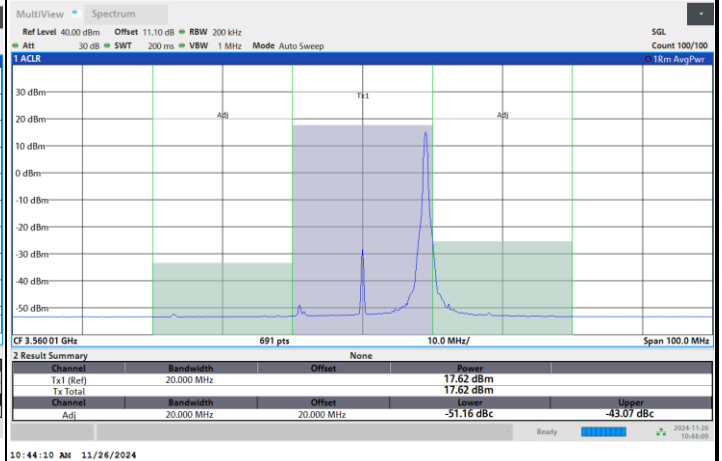 MultiView Spectrum
Ref Level 40.00 dBm Offset 11.10 dB RBW 200 kHz SGL
Att 30 dB SWT 200 ms VBW 1 MHz Mode Auto Sweep Count 100/100
1 ACLR 1Rm AvgPwr
30 dBm
Tx1
20 dBm
Adj Adj
10 dBm
0 dBm
-10 dBm
-20 dBm
-30 dBm
-40 dBm
-50 dBm
CF 3.560 01 GHz 691 pts 10.0 MHz/ Span 100.0 MHz
2 Result Summary None
Channel Bandwidth Offset Power
Tx1 (Ref) 20.000 MHz 17.62 dBm
Tx Total 17.62 dBm
Channel Bandwidth Offset Lower Upper
Adj 20.000 MHz 20.000 MHz -51.16 dBc -43.07 dBc
Ready 2024-11-26
10:44:09
10:44:10 AM 11/26/2024